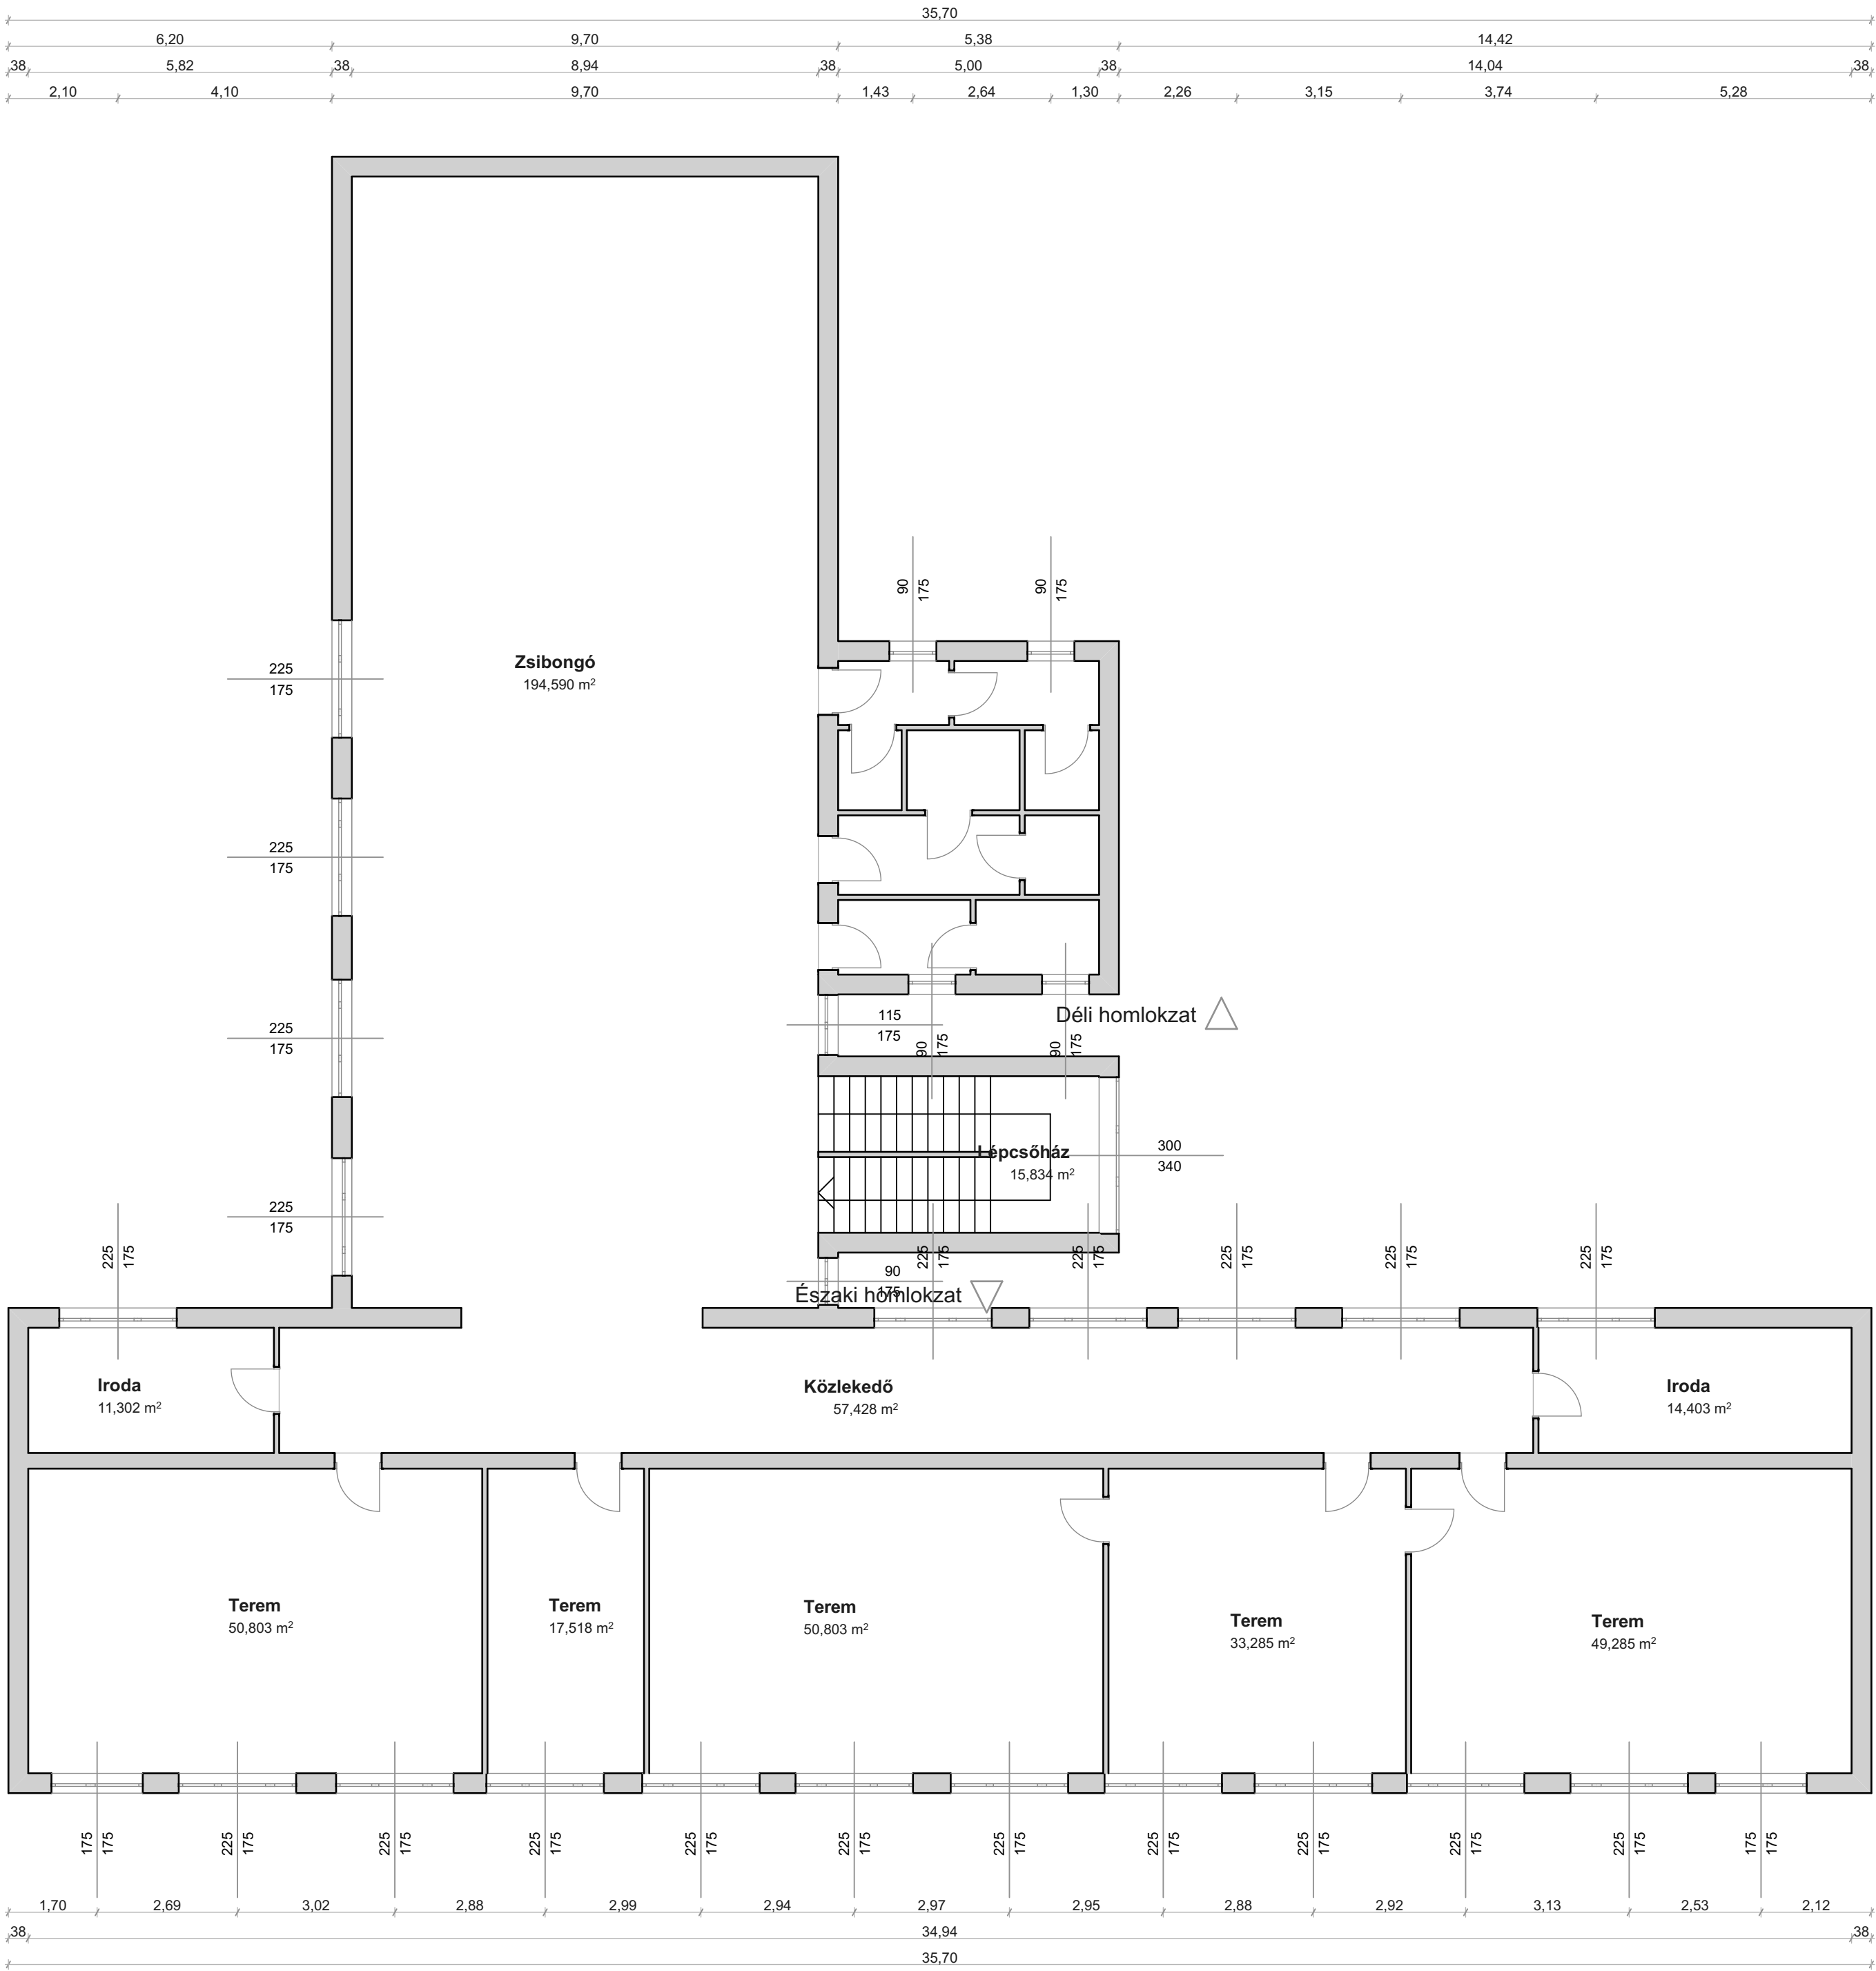 35,70
6,20 9,70 5,38 14,42
38 5,82 38 8,94 38 5,00 38 14,04 38
2,10 4,10 9,70 1,43 2,64 1,30 2,26 3,15 3,74 5,28
90 175 90 175
Zsibongó
194,590 m²
225
175
225
175
225
175
115
175
Déli homlokzat
90 175 90 175
Lépcsőház
15,834 m²
300
340
225
175
225 175
225 175 225 175 225 175 225 175 225 175
90
175
Északi homlokzat
Iroda
11,302 m²
Közlekedő
57,428 m²
Iroda
14,403 m²
Terem
50,803 m²
Terem
17,518 m²
Terem
50,803 m²
Terem
33,285 m²
Terem
49,285 m²
175 175 225 175 225 175 225 175 225 175 225 175 225 175 225 175 225 175 225 175 225 175 175 175
1,70 2,69 3,02 2,88 2,99 2,94 2,97 2,95 2,88 2,92 3,13 2,53 2,12
38 34,94 38
35,70